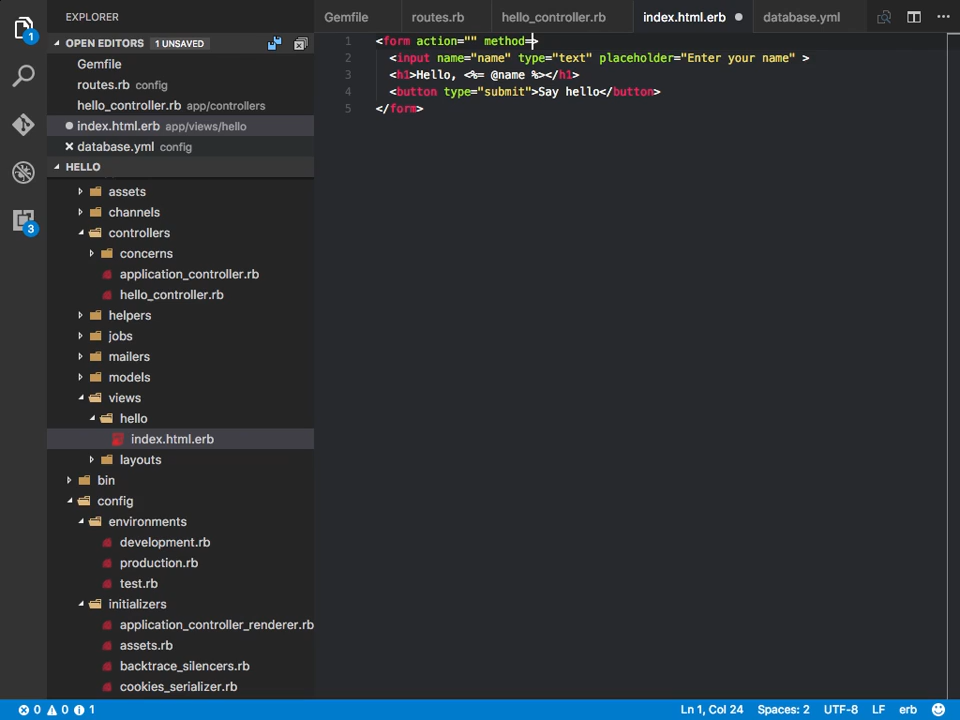 EXPLORER
OPEN EDITORS 1 UNSAVED
Gemfile
routes.rb config
hello_controller.rb app/controllers
index.html.erb app/views/hello
database.yml config
HELLO
assets
channels
controllers
concerns
application_controller.rb
hello_controller.rb
helpers
jobs
mailers
models
views
hello
index.html.erb
layouts
bin
config
environments
development.rb
production.rb
test.rb
initializers
application_controller_renderer.rb
assets.rb
backtrace_silencers.rb
cookies_serializer.rb
1
3
Gemfile routes.rb hello_controller.rb index.html.erb database.yml
1 <form action="" method=>
2 <input name="name" type="text" placeholder="Enter your name" >
3 <h1>Hello, <%= @name %></h1>
4 <button type="submit">Say hello</button>
5 </form>
0 0 1 Ln 1, Col 24 Spaces: 2 UTF-8 LF erb